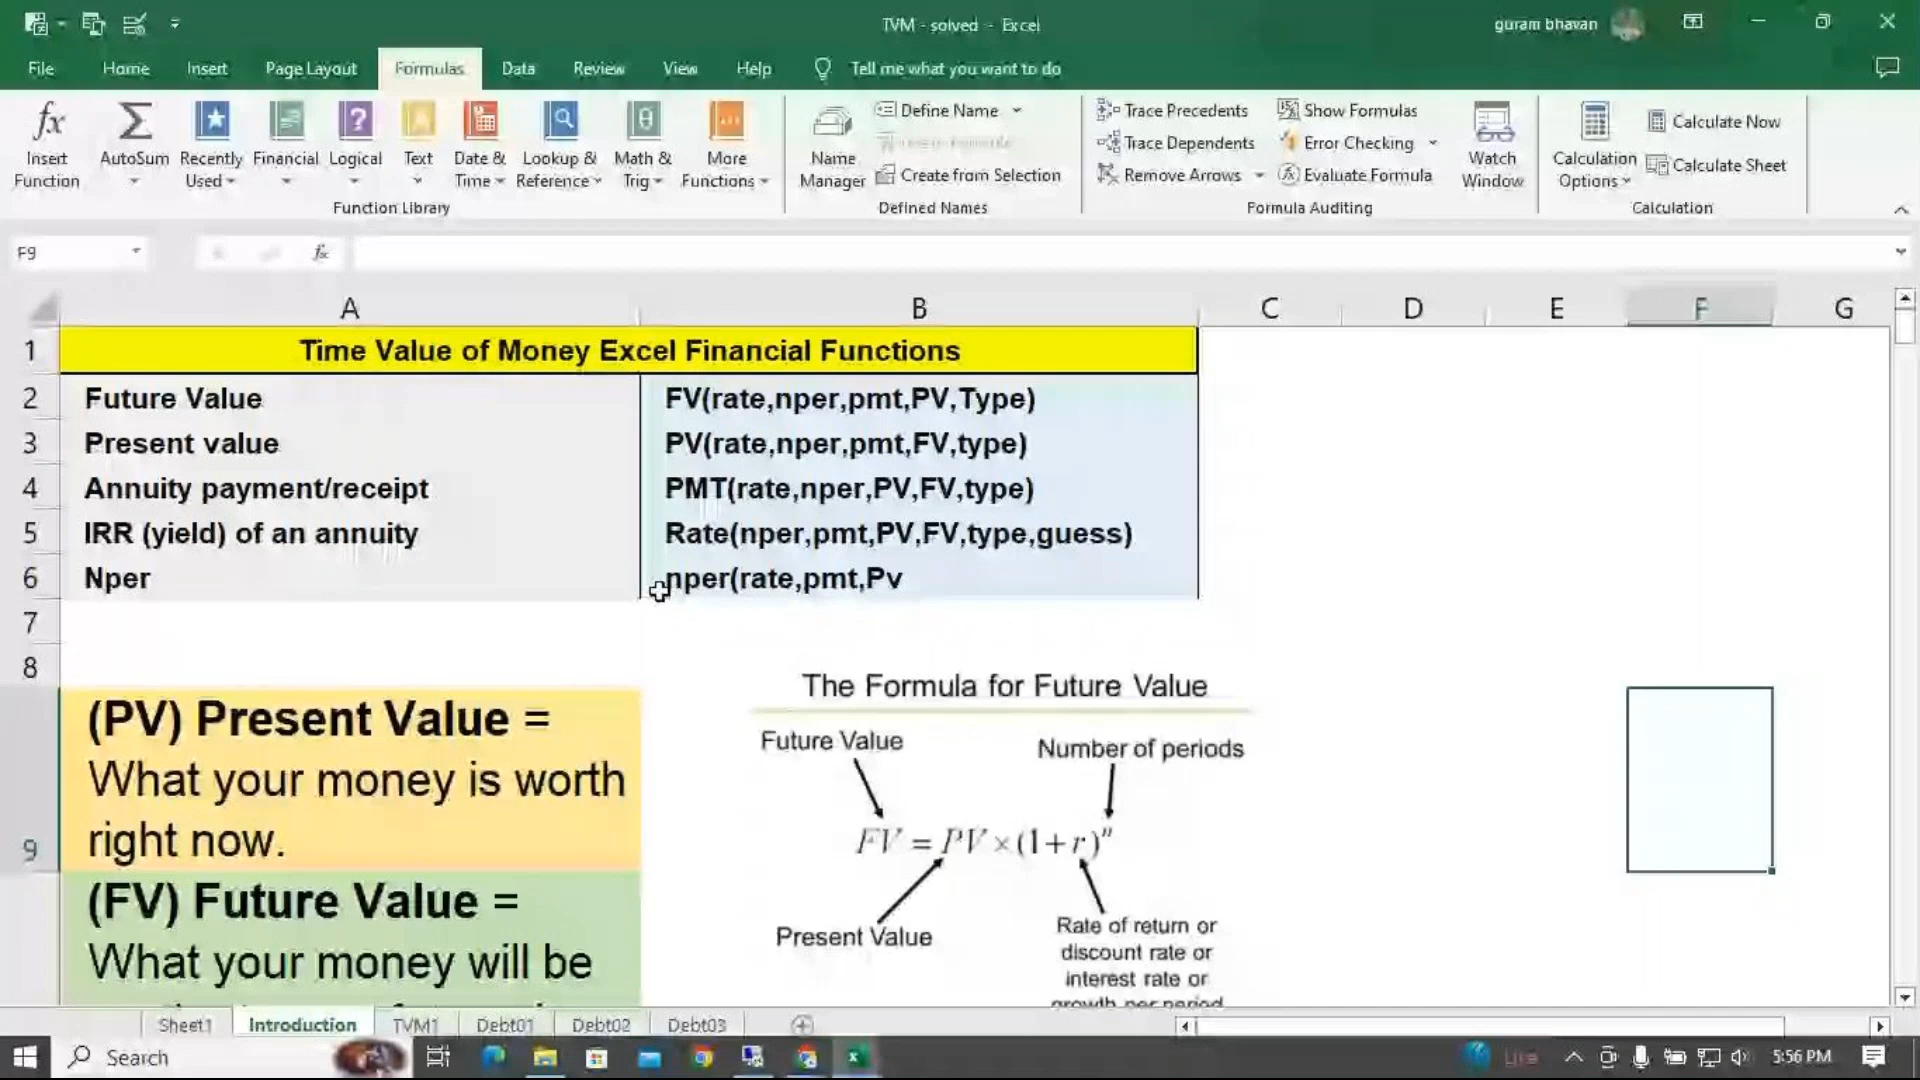 TVM - solved - Excel
guram bhavan
File Home Insert Page Layout Formulas Data Review View Help Tell me what you want to do
Insert Function
AutoSum
Recently Used
Financial
Logical
Text
Date & Time
Lookup & Reference
Math & Trig
More Functions
Function Library
Name Manager
Define Name
Create from Selection
Defined Names
Trace Precedents
Trace Dependents
Remove Arrows
Show Formulas
Error Checking
Evaluate Formula
Formula Auditing
Watch Window
Calculation Options
Calculate Now
Calculate Sheet
Calculation
F9
fx
A B C D E F G
1 Time Value of Money Excel Financial Functions
2 Future Value FV(rate,nper,pmt,PV,Type)
3 Present value PV(rate,nper,pmt,FV,type)
4 Annuity payment/receipt PMT(rate,nper,PV,FV,type)
5 IRR (yield) of an annuity Rate(nper,pmt,PV,FV,type,guess)
6 Nper nper(rate,pmt,Pv
7
8
9
(PV) Present Value =
What your money is worth
right now.
(FV) Future Value =
What your money will be
The Formula for Future Value
Future Value
Number of periods
FV = PV × (1+r)ⁿ
Present Value
Rate of return or
discount rate or
interest rate or
growth per period
Sheet1 Introduction TVM1 Debt01 Debt02 Debt03
Search
5:56 PM